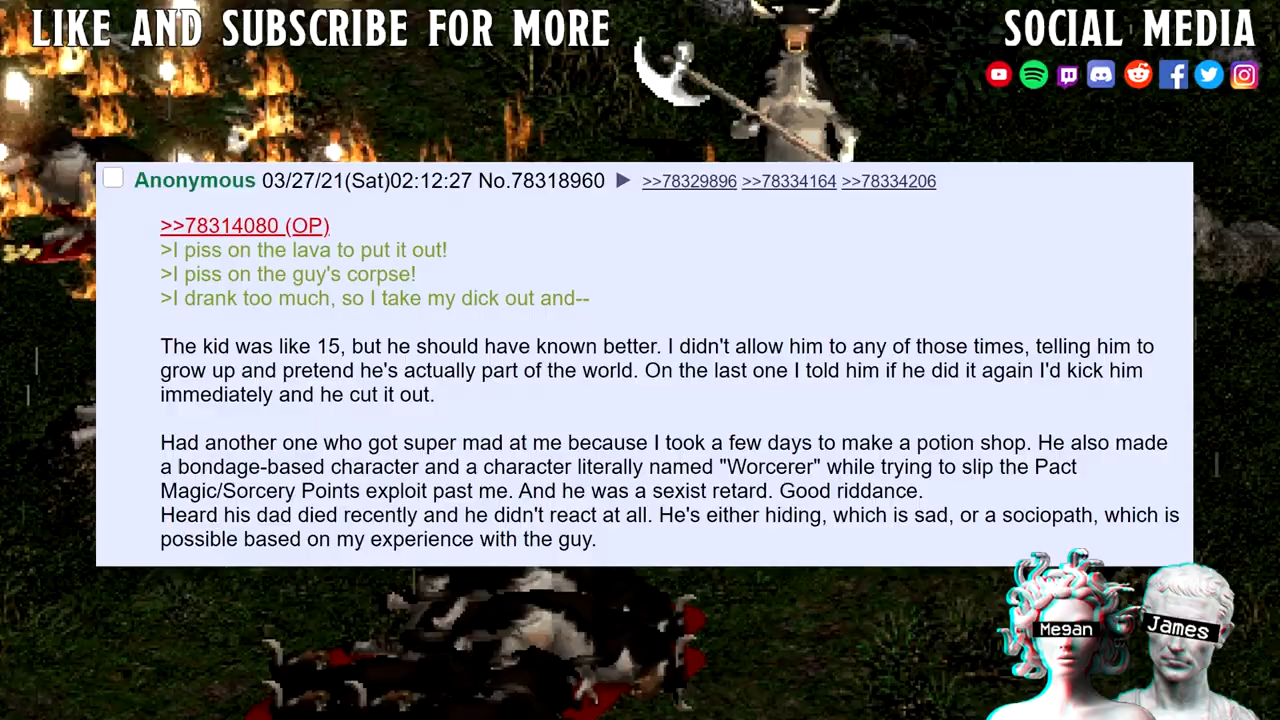 LIKE AND SUBSCRIBE FOR MORE
SOCIAL MEDIA
Anonymous 03/27/21(Sat)02:12:27 No.78318960 ▶ >>78329896 >>78334164 >>78334206
>>78314080 (OP)
>I piss on the lava to put it out!
>I piss on the guy's corpse!
>I drank too much, so I take my dick out and--
The kid was like 15, but he should have known better. I didn't allow him to any of those times, telling him to
grow up and pretend he's actually part of the world. On the last one I told him if he did it again I'd kick him
immediately and he cut it out.
Had another one who got super mad at me because I took a few days to make a potion shop. He also made
a bondage-based character and a character literally named "Worcerer" while trying to slip the Pact
Magic/Sorcery Points exploit past me. And he was a sexist retard. Good riddance.
Heard his dad died recently and he didn't react at all. He's either hiding, which is sad, or a sociopath, which is
possible based on my experience with the guy.
Megan
James